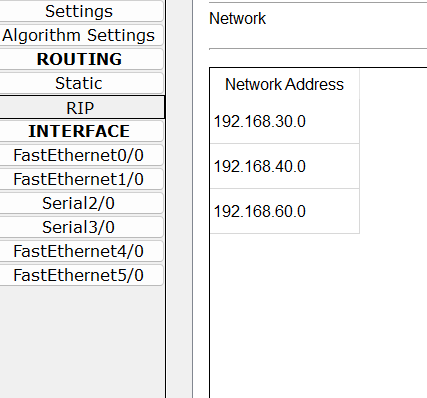 Settings
Algorithm Settings
ROUTING
Static
RIP
INTERFACE
FastEthernet0/0
FastEthernet1/0
Serial2/0
Serial3/0
FastEthernet4/0
FastEthernet5/0
Network
Network Address
192.168.30.0
192.168.40.0
192.168.60.0